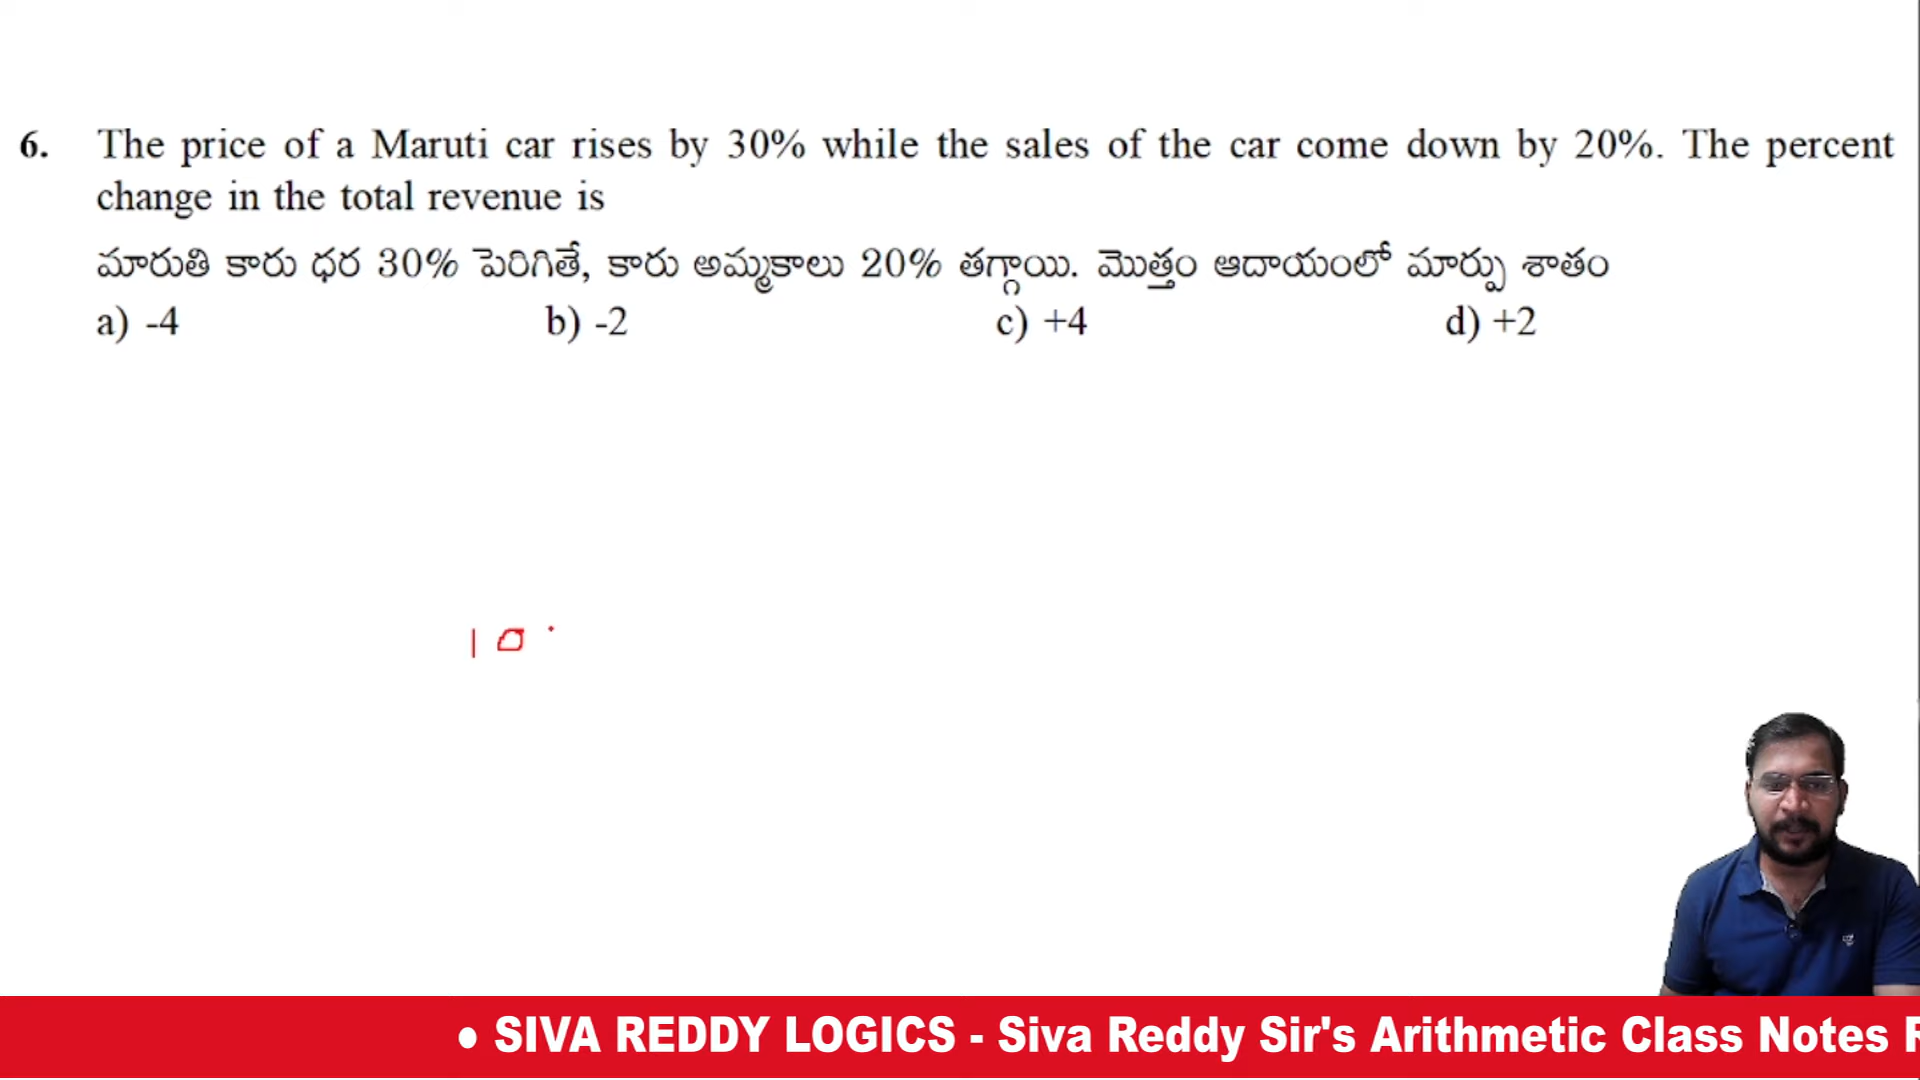 6. The price of a Maruti car rises by 30% while the sales of the car come down by 20%. The percent
change in the total revenue is
మారుతి కారు ధర 30% పెరిగితే, కారు అమ్మకాలు 20% తగ్గాయి. మొత్తం ఆదాయంలో మార్పు శాతం
a) -4 b) -2 c) +4 d) +2
10
• SIVA REDDY LOGICS - Siva Reddy Sir's Arithmetic Class Notes